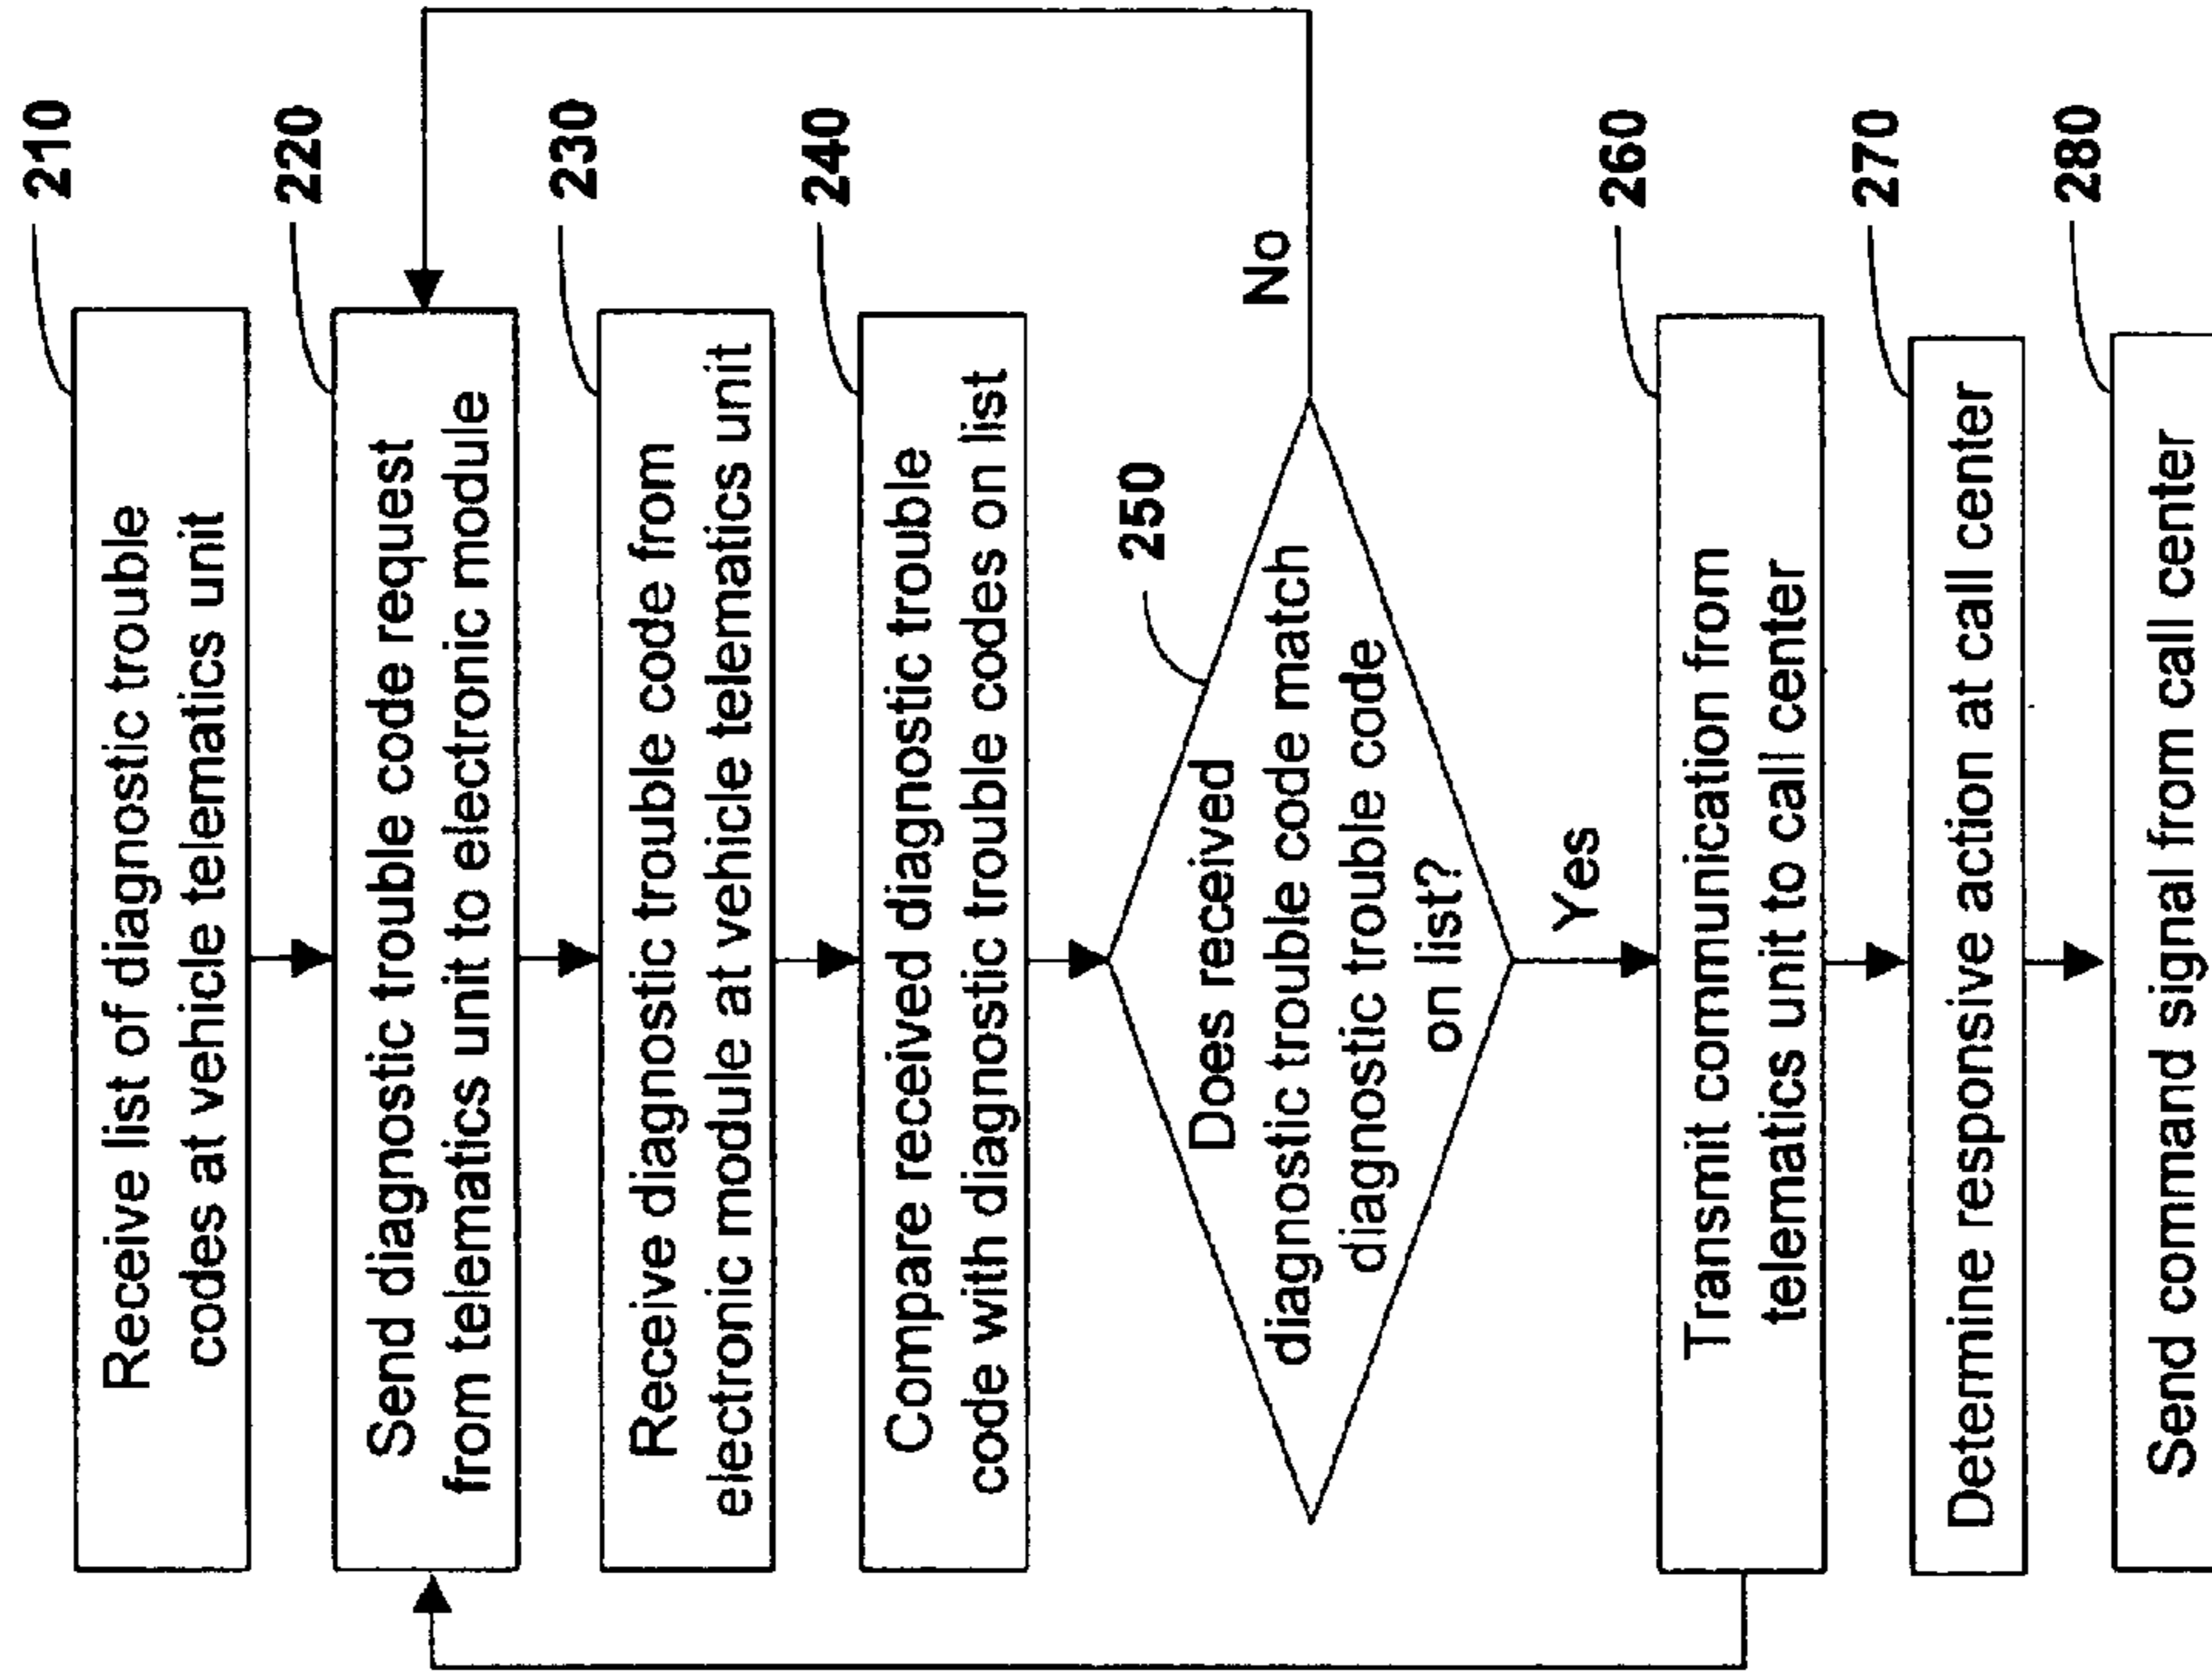 210
Receive list of diagnostic trouble
codes at vehicle telematics unit
220
Send diagnostic trouble code request
from telematics unit to electronic module
230
Receive diagnostic trouble code from
electronic module at vehicle telematics unit
240
Compare received diagnostic trouble
code with diagnostic trouble codes on list
250
Does received
diagnostic trouble code match
diagnostic trouble code
on list?
No
Yes
260
Transmit communication from
telematics unit to call center
270
Determine responsive action at call center
280
Send command signal from call center